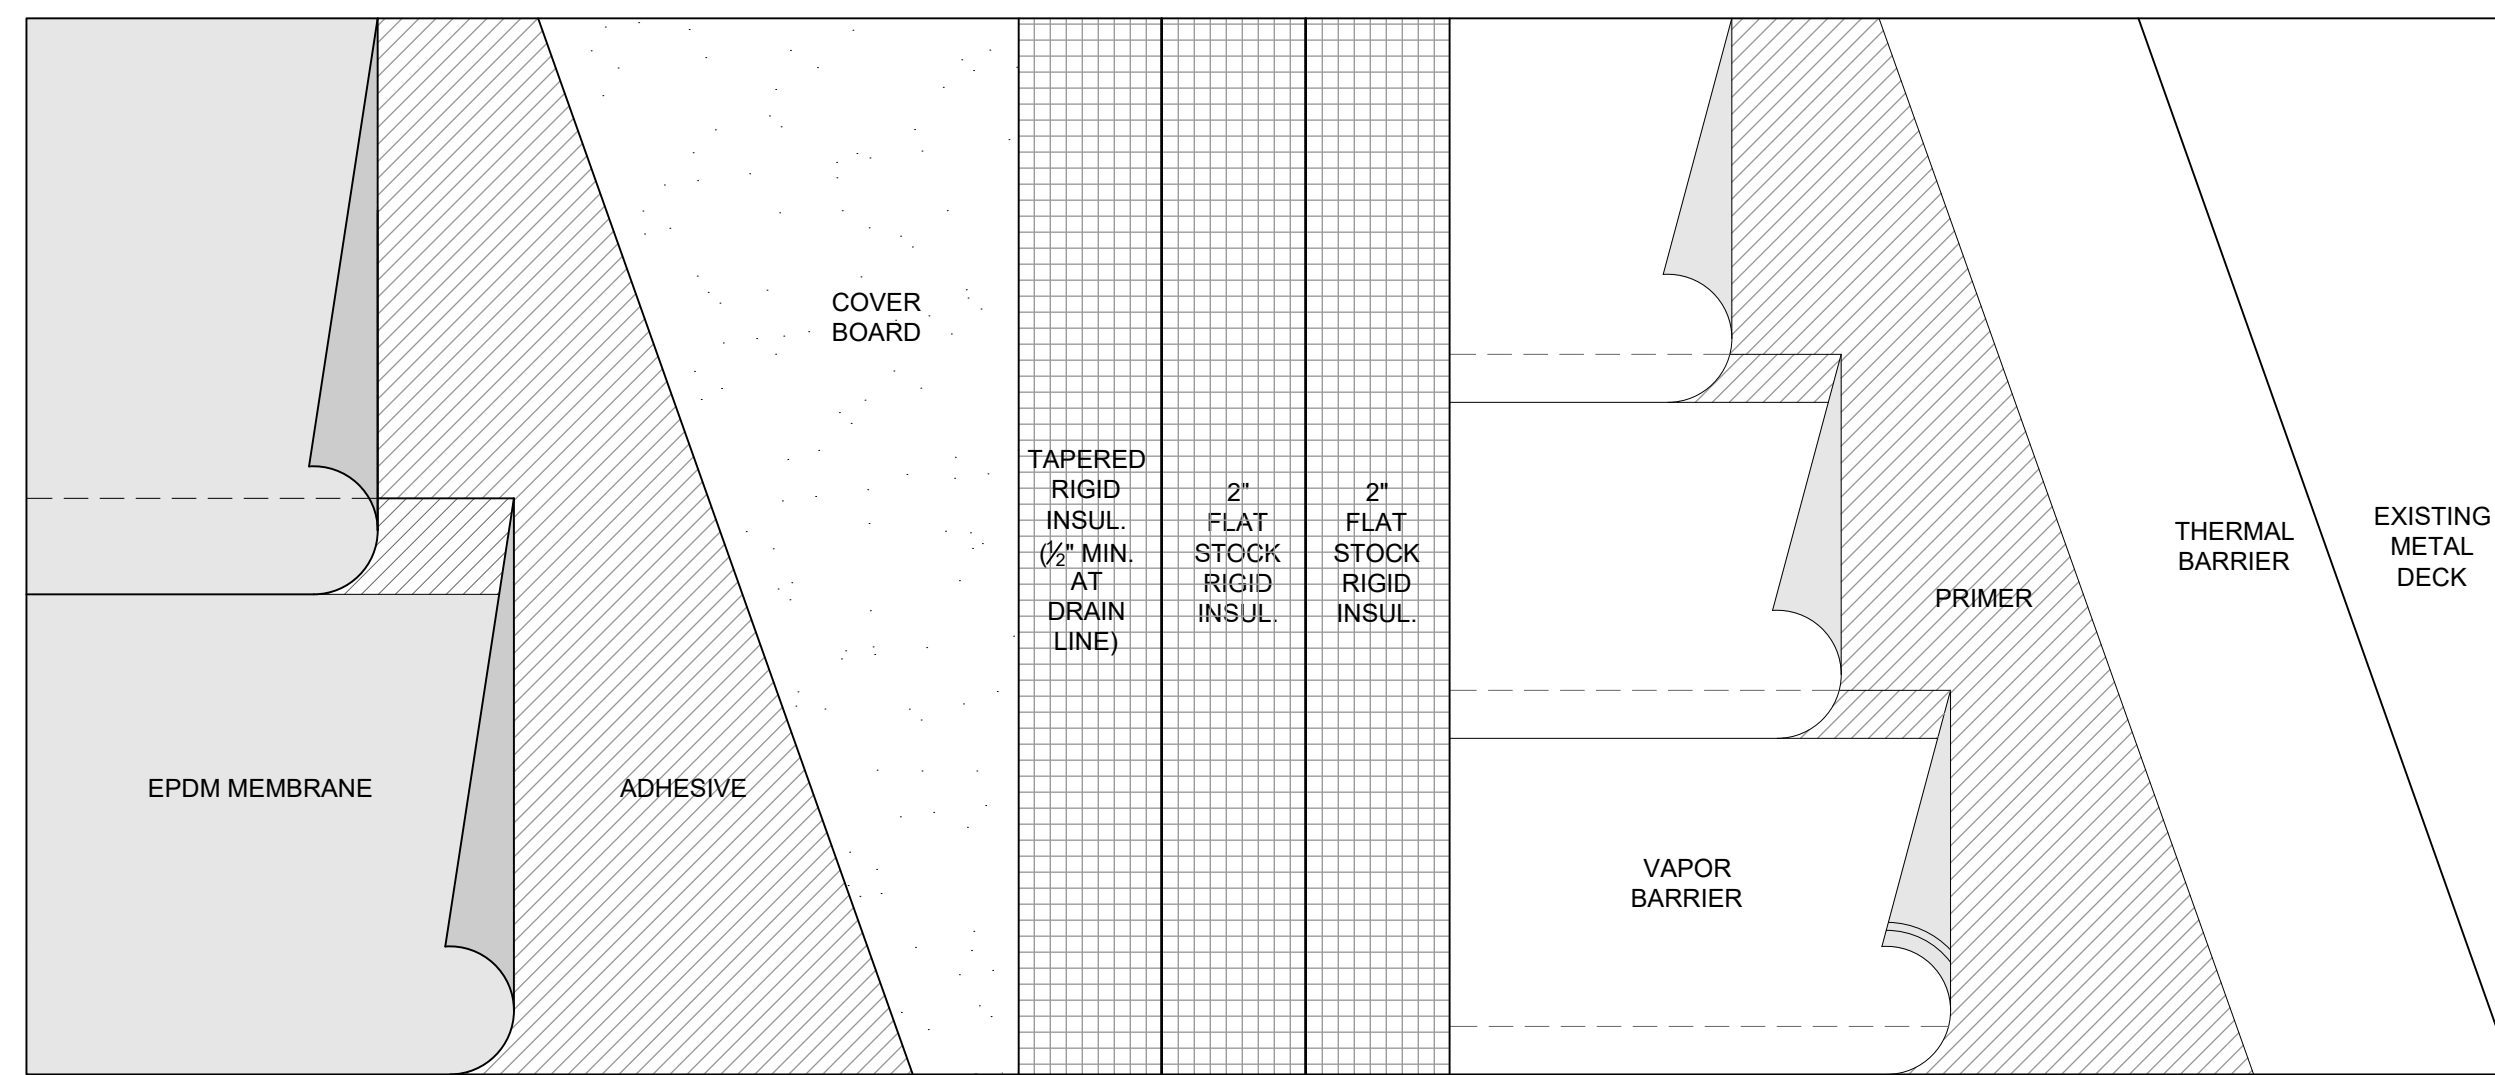 COVER
BOARD
TAPERED
RIGID
INSUL.
(½" MIN.
AT
DRAIN
LINE)
2"
FLAT
STOCK
RIGID
INSUL.
2"
FLAT
STOCK
RIGID
INSUL.
EXISTING
METAL
DECK
THERMAL
BARRIER
PRIMER
EPDM MEMBRANE
ADHESIVE
VAPOR
BARRIER